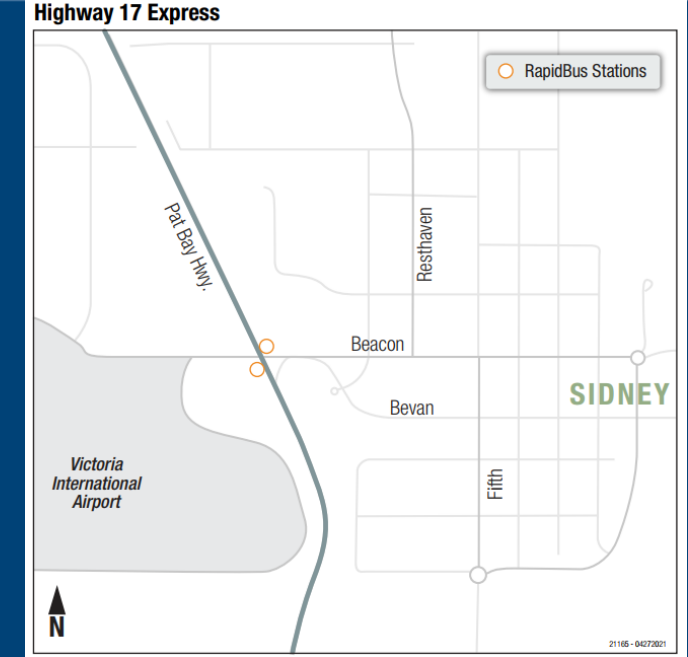 Highway 17 Express
RapidBus Stations
Pat Bay Hwy.
Resthaven
Beacon
SIDNEY
Bevan
Victoria
International
Airport
Fifth
N
21165 - 04272021